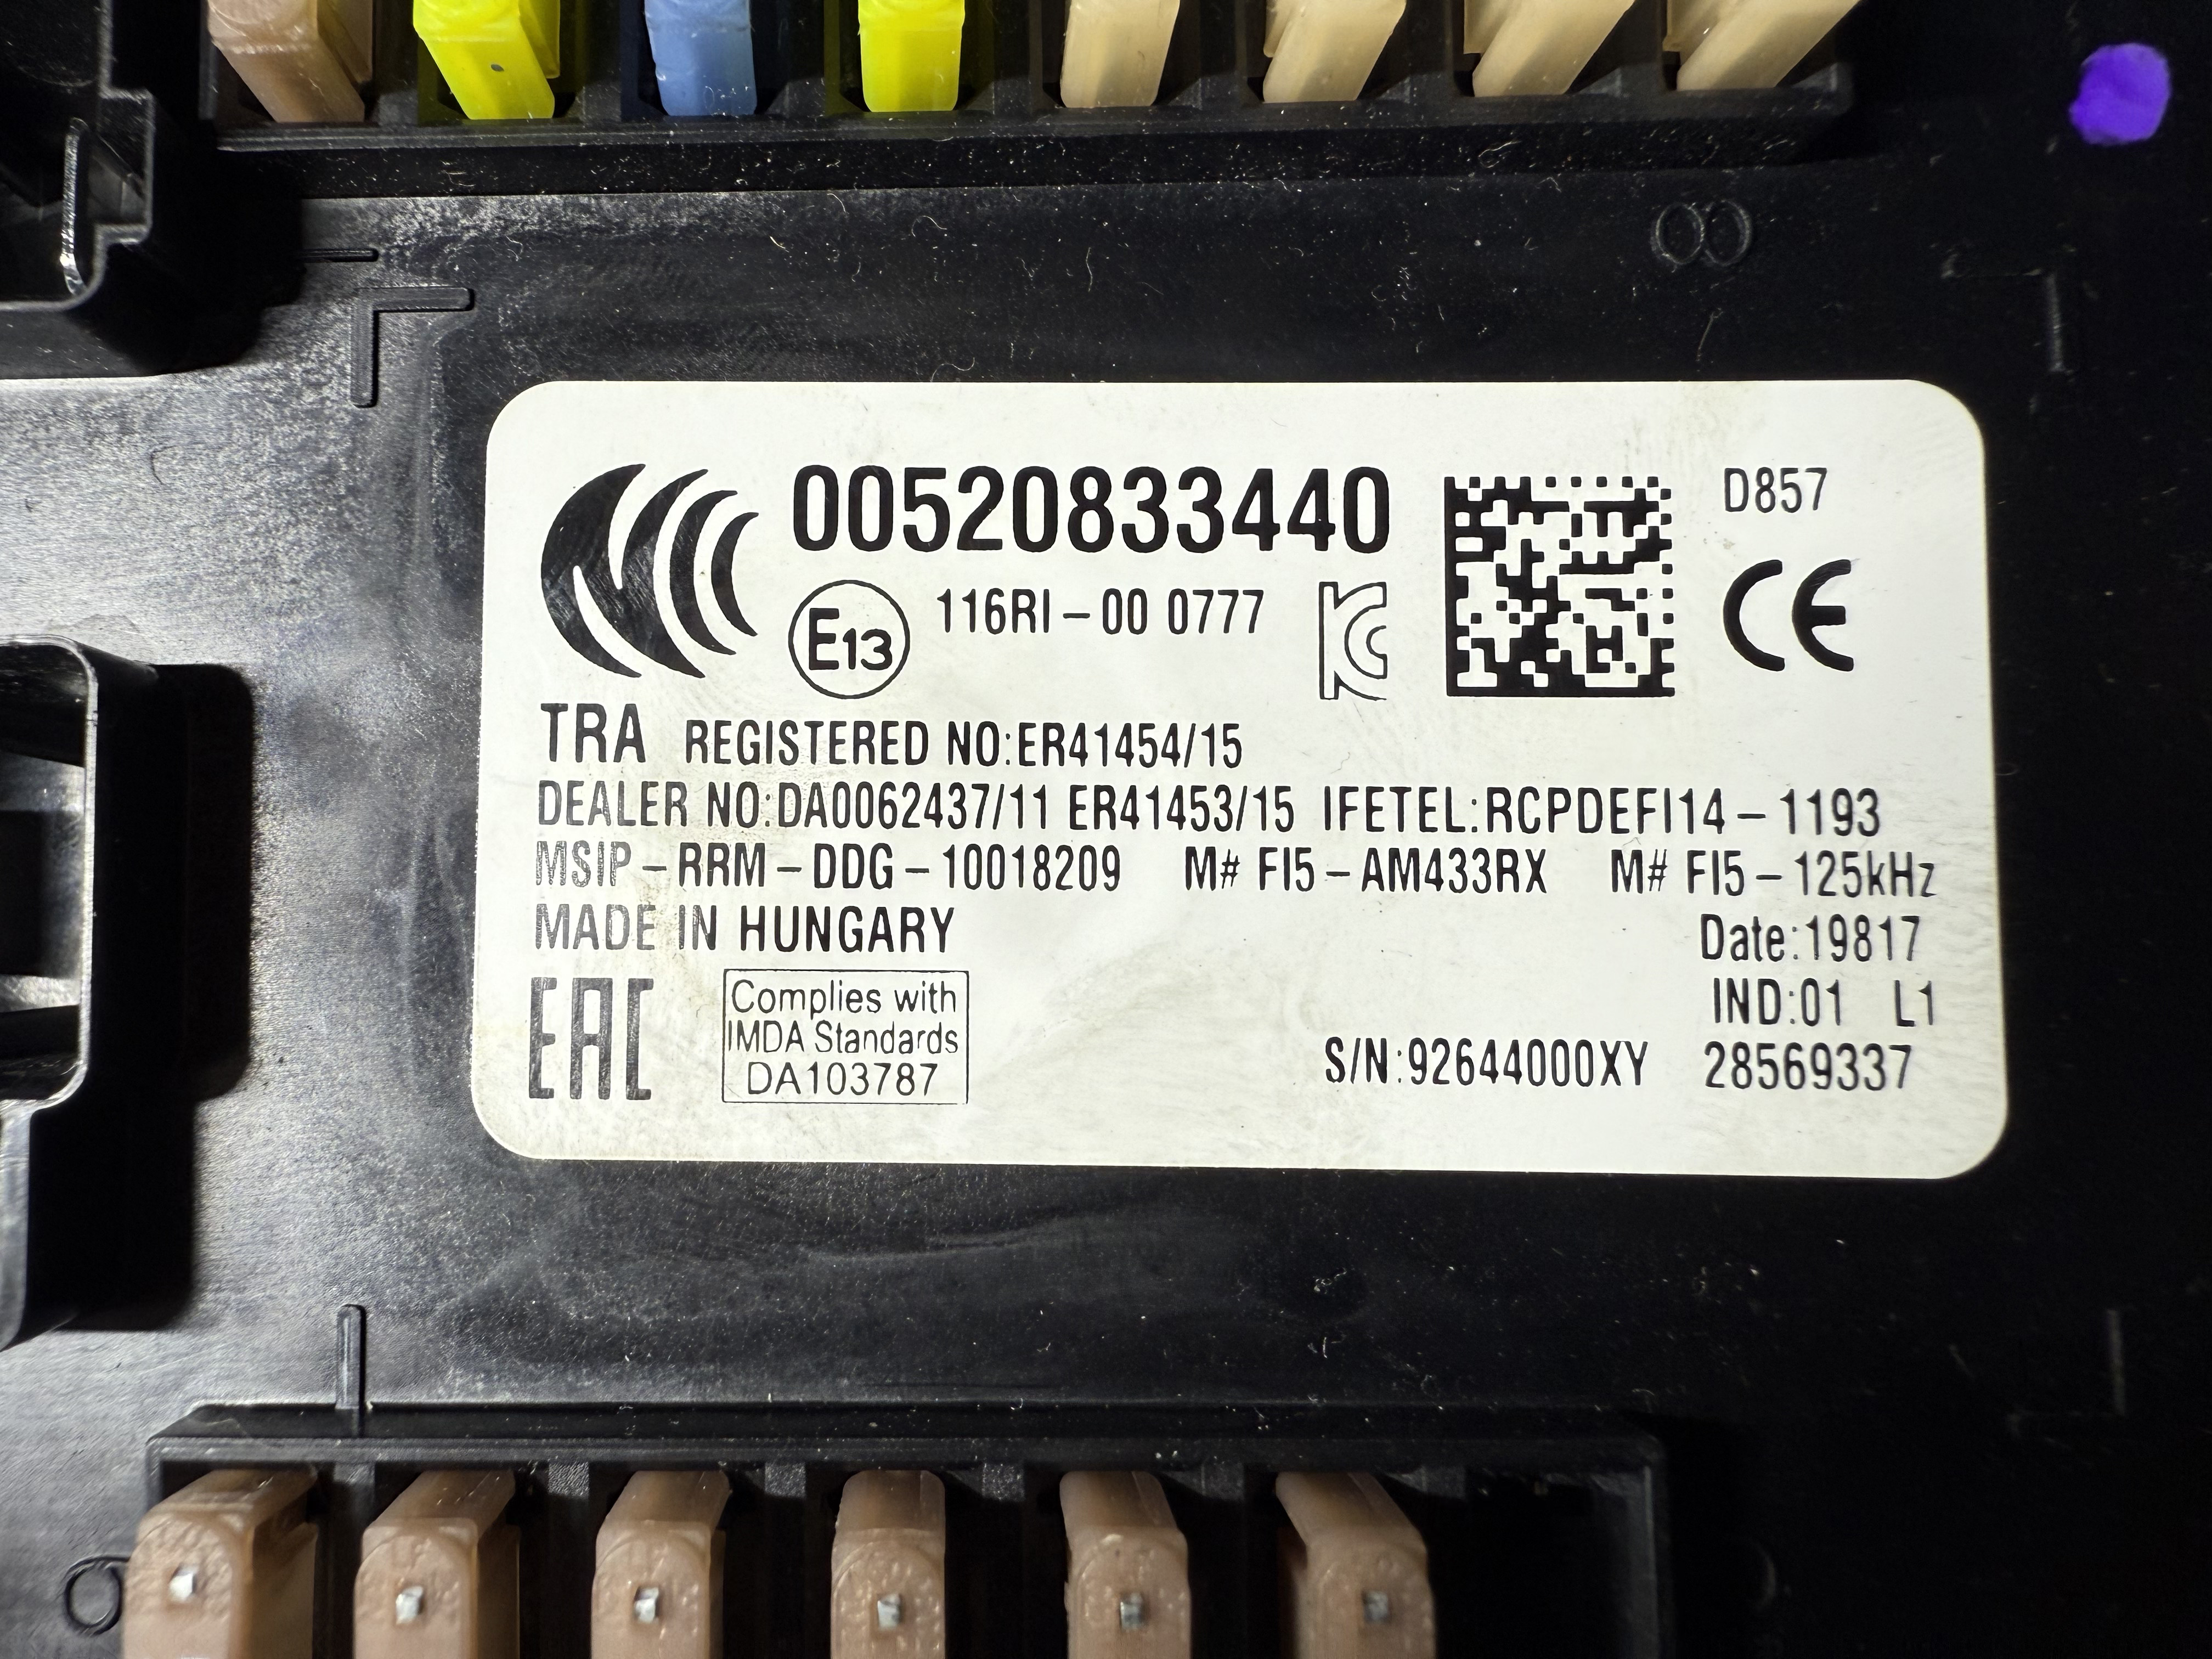 00520833440
D857
E13
116RI-00 0777
KC
CE
TRA REGISTERED NO:ER41454/15
DEALER NO:DA0062437/11 ER41453/15 IFETEL:RCPDEFI14-1193
MSIP-RRM-DDG-10018209 M# FI5-AM433RX M# FI5-125kHz
MADE IN HUNGARY
Date:19817
IND:01 L1
EAC
Complies with
IMDA Standards
DA103787
S/N:92644000XY 28569337